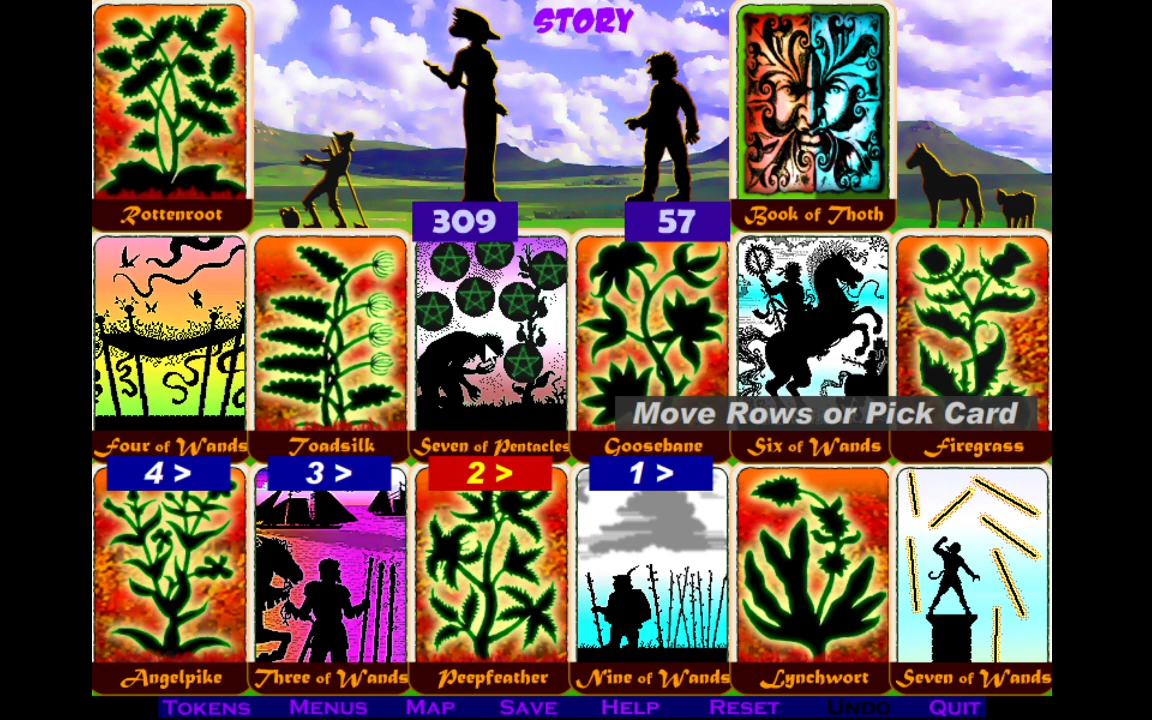 STORY
Rottenroot
309
57
Book of Thoth
Four of Wands
Toadsilk
Seven of Pentacles
Goosebane
Six of Wands
Firegrass
Move Rows or Pick Card
4 >
3 >
2 >
1 >
Angelpike
Three of Wands
Peepfeather
Nine of Wands
Lynchwort
Seven of Wands
TOKENS MENUS MAP SAVE HELP RESET UNDO QUIT